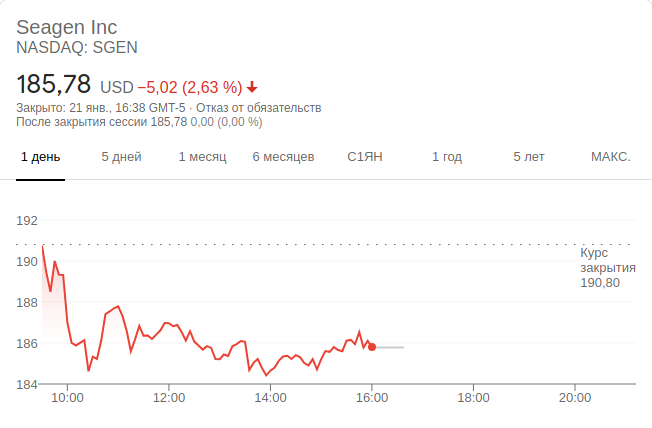 Seagen Inc
NASDAQ: SGEN
185,78 USD −5,02 (2,63 %)
Закрыто: 21 янв., 16:38 GMT-5 · Отказ от обязательств
После закрытия сессии 185,78 0,00 (0,00 %)
1 день 5 дней 1 месяц 6 месяцев С1ЯН 1 год 5 лет МАКС.
192
190
188
186
184
Курс
закрытия
190,80
10:00 12:00 14:00 16:00 18:00 20:00